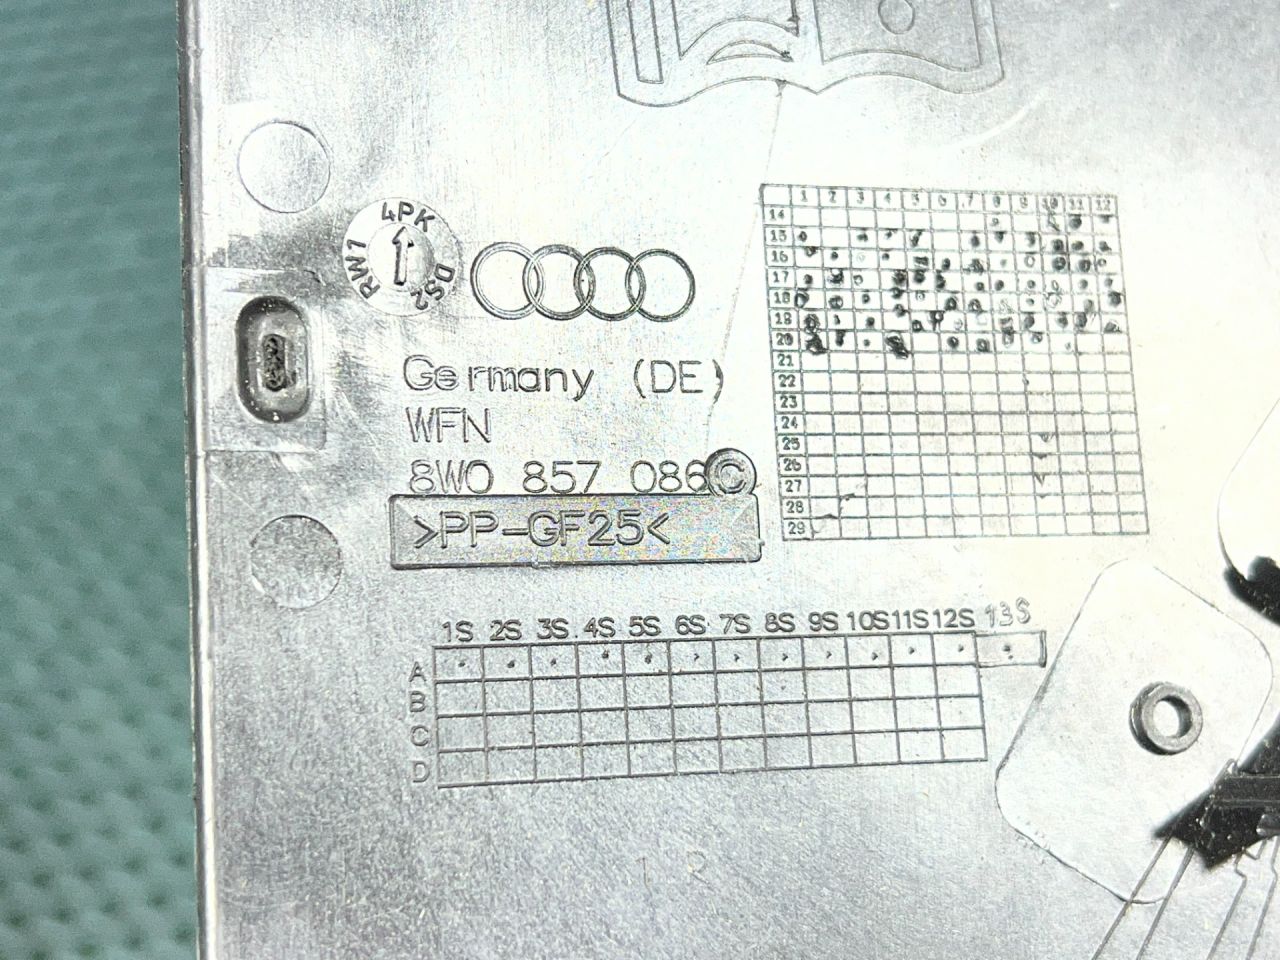 4PK
RW1
DS2
Germany (DE)
WFN
8W0 857 086 C
>PP-GF25<
1 2 3 4 5 6 7 8 9 10 11 12
14
15
16
17
18
19
20
21
22
23
24
25
26
27
28
29
1S 2S 3S 4S 5S 6S 7S 8S 9S 10S 11S 12S 13S
A
B
C
D